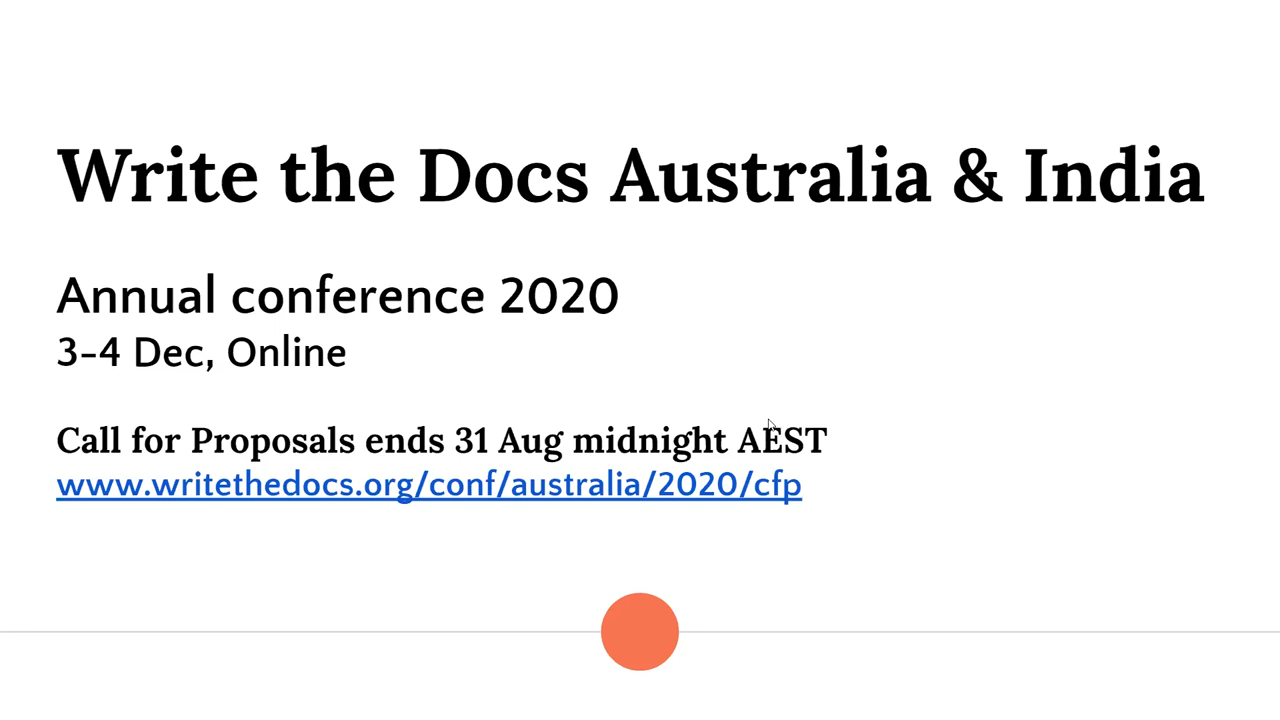 Write the Docs Australia & India
Annual conference 2020
3-4 Dec, Online
Call for Proposals ends 31 Aug midnight AEST
www.writethedocs.org/conf/australia/2020/cfp